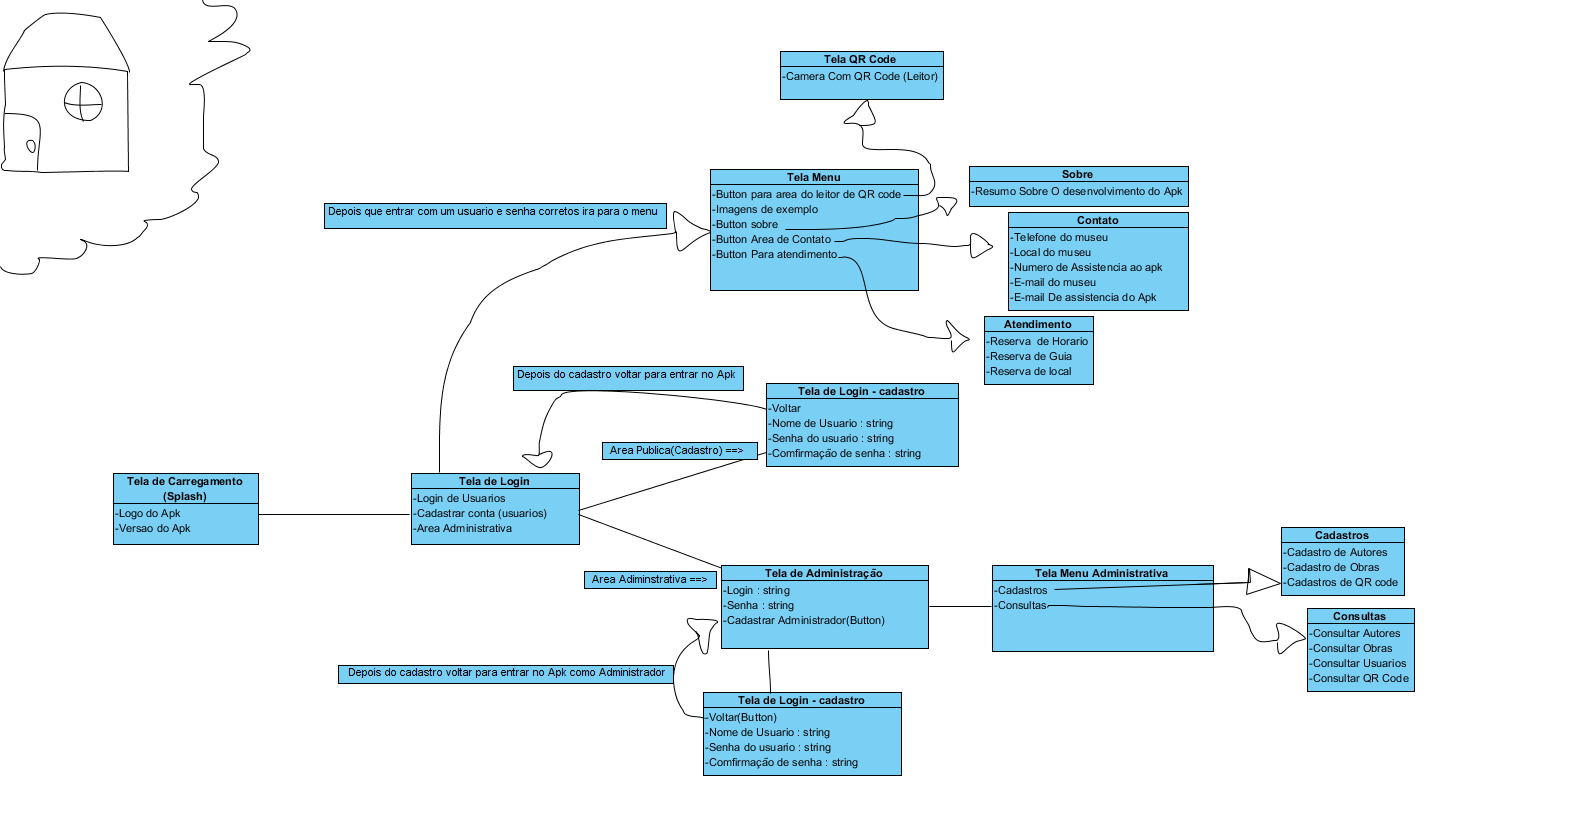 Tela QR Code
-Camera Com QR Code (Leitor)
Tela Menu
-Button para area do leitor de QR code
-Imagens de exemplo
-Button sobre
-Button Area de Contato
-Button Para atendimento
Sobre
-Resumo Sobre O desenvolvimento do Apk
Contato
-Telefone do museu
-Local do museu
-Numero de Assistencia ao apk
-E-mail do museu
-E-mail De assistencia do Apk
Atendimento
-Reserva de Horario
-Reserva de Guia
-Reserva de local
Depois que entrar com um usuario e senha corretos ira para o menu
Depois do cadastro voltar para entrar no Apk
Tela de Login - cadastro
-Voltar
-Nome de Usuario : string
-Senha do usuario : string
-Comfirmação de senha : string
Area Publica(Cadastro) ==>
Tela de Carregamento
(Splash)
-Logo do Apk
-Versao do Apk
Tela de Login
-Login de Usuarios
-Cadastrar conta (usuarios)
-Area Administrativa
Area Adiminstrativa ==>
Tela de Administração
-Login : string
-Senha : string
-Cadastrar Administrador(Button)
Tela Menu Administrativa
-Cadastros
-Consultas
Cadastros
-Cadastro de Autores
-Cadastro de Obras
-Cadastros de QR code
Consultas
-Consultar Autores
-Consultar Obras
-Consultar Usuarios
-Consultar QR Code
Depois do cadastro voltar para entrar no Apk como Administrador
Tela de Login - cadastro
-Voltar(Button)
-Nome de Usuario : string
-Senha do usuario : string
-Comfirmação de senha : string